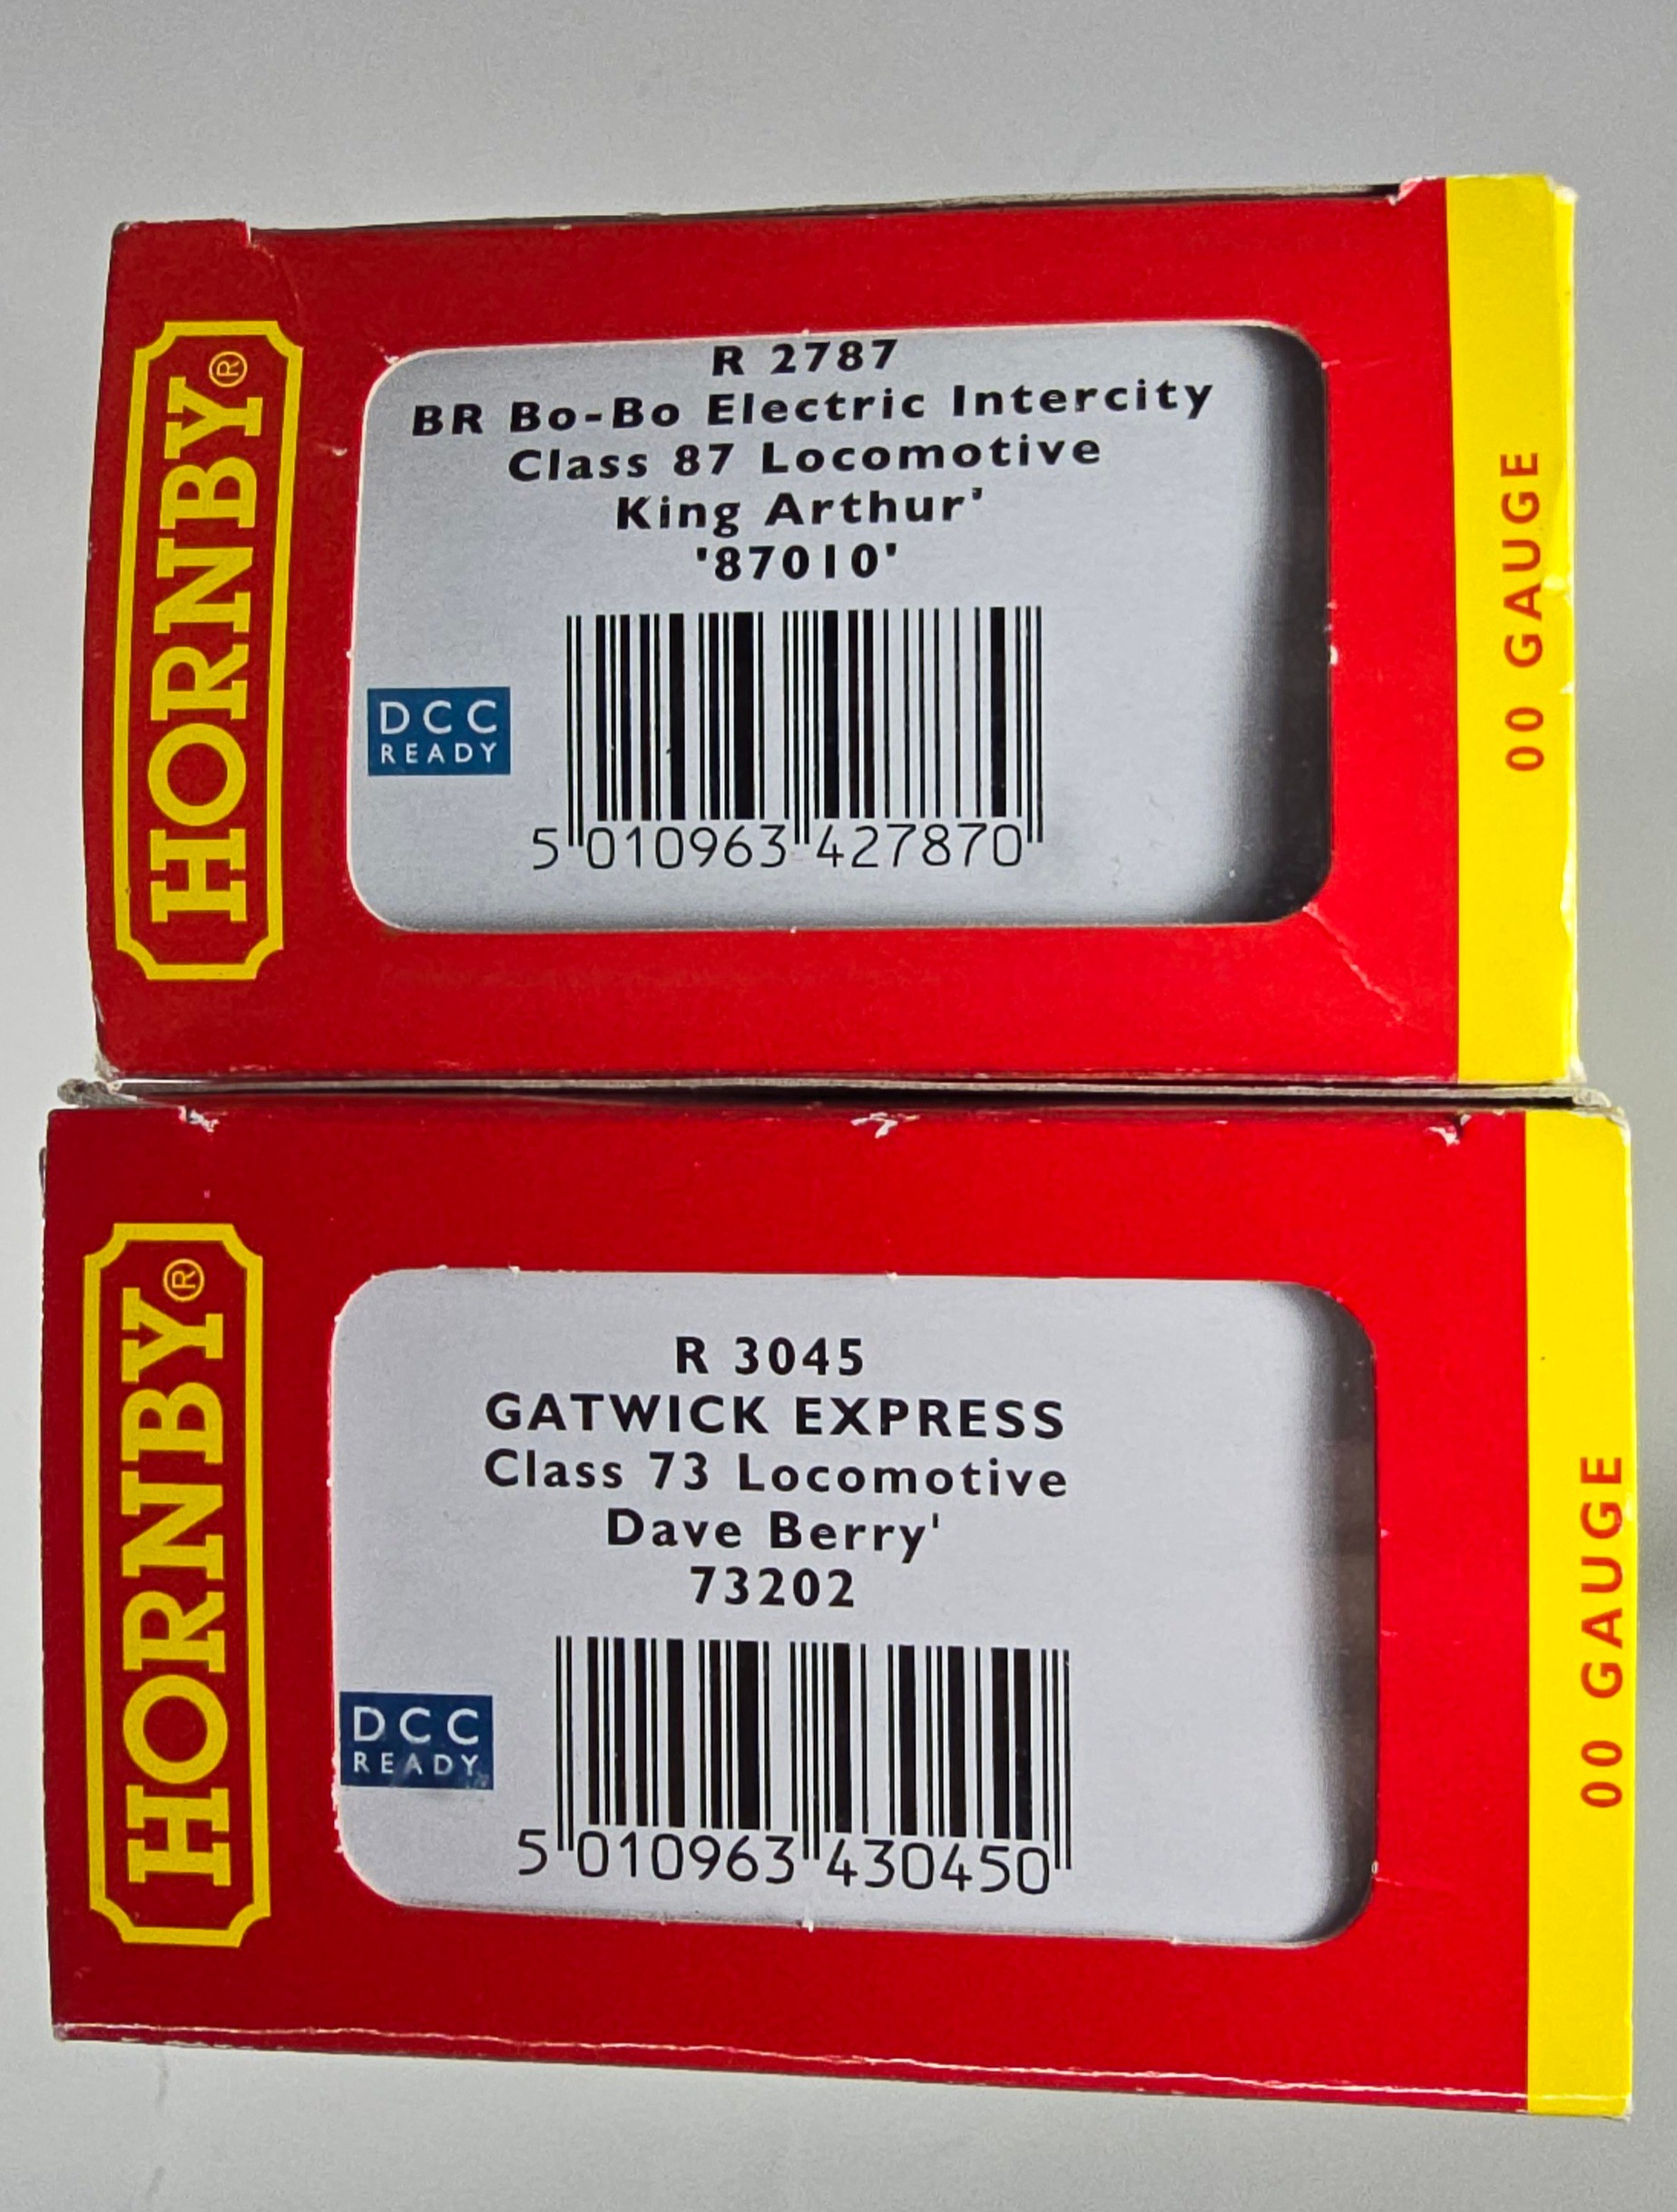 HORNBY®
R 2787
BR Bo-Bo Electric Intercity
Class 87 Locomotive
King Arthur'
'87010'
DCC
READY
5 010963 427870
00 GAUGE
HORNBY®
R 3045
GATWICK EXPRESS
Class 73 Locomotive
Dave Berry'
73202
DCC
READY
5 010963 430450
00 GAUGE